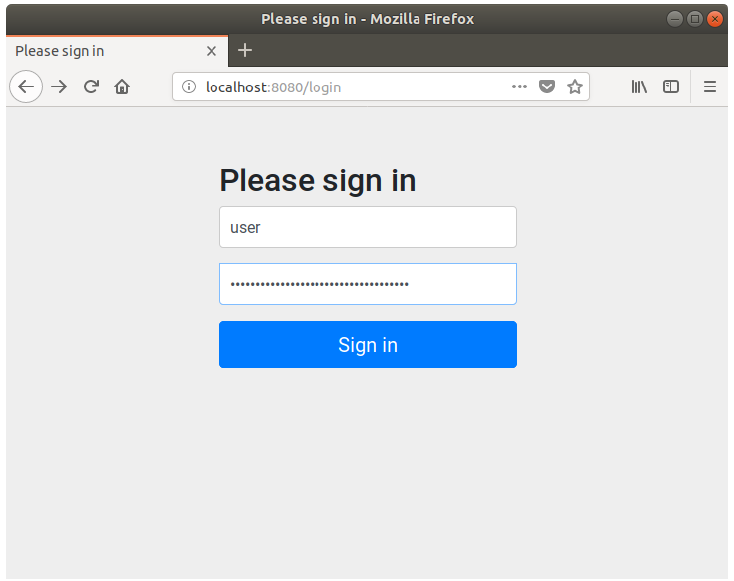 Please sign in - Mozilla Firefox
Please sign in
localhost:8080/login
Please sign in
user
••••••••••••••••••••••••••••••••••••
Sign in